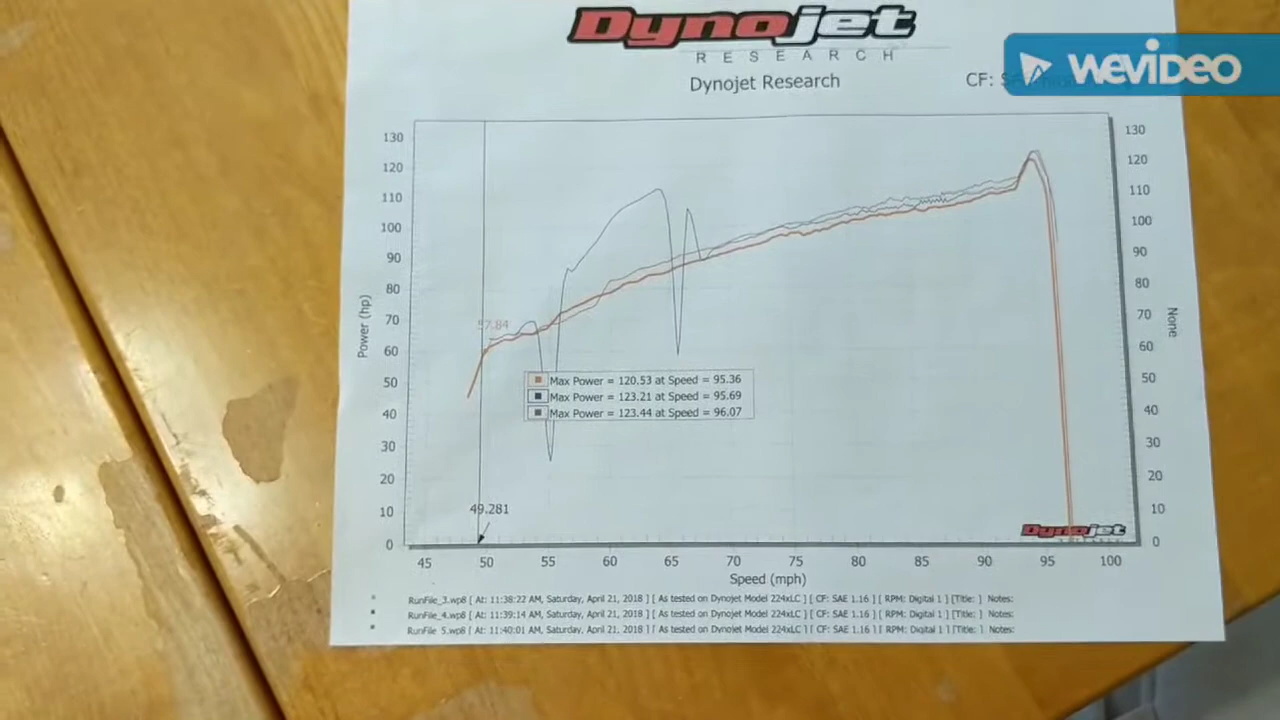 Dynojet
RESEARCH
WEVIDEO
Dynojet Research
CF:
130 130
120 120
110 110
100 100
90 90
80 80
70 70
60 60
50 50
40 40
30 30
20 20
10 10
0 0
Power (hp)
None
57.84
Max Power = 120.53 at Speed = 95.36
Max Power = 123.21 at Speed = 95.69
Max Power = 123.44 at Speed = 96.07
49.281
Dynojet
45 50 55 60 65 70 75 80 85 90 95 100
Speed (mph)
RunFile_3.wp8 [ At: 11:38:22 AM, Saturday, April 21, 2018 ] [ As tested on Dynojet Model 224xLC ] [ CF: SAE 1.16 ] [ RPM: Digital 1 ] [Title: ] Notes:
RunFile_4.wp8 [ At: 11:39:14 AM, Saturday, April 21, 2018 ] [ As tested on Dynojet Model 224xLC ] [ CF: SAE 1.16 ] [ RPM: Digital 1 ] [Title: ] Notes:
RunFile_5.wp8 [ At: 11:40:01 AM, Saturday, April 21, 2018 ] [ As tested on Dynojet Model 224xLC ] [ CF: SAE 1.16 ] [ RPM: Digital 1 ] [Title: ] Notes: